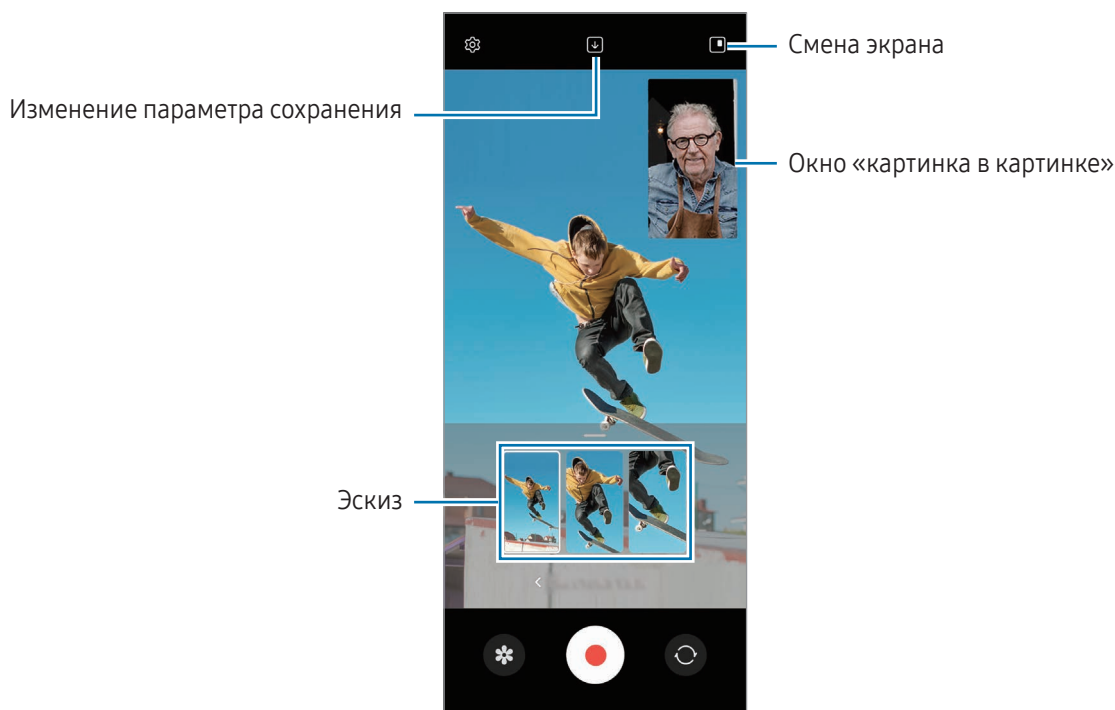 Смена экрана
Изменение параметра сохранения
Окно «картинка в картинке»
Эскиз